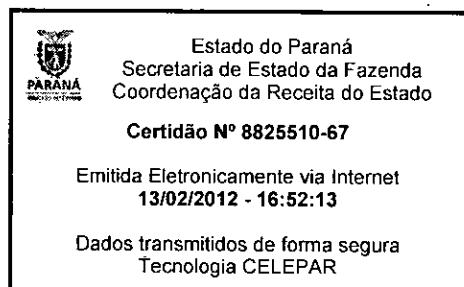 Estado do Paraná
Secretaria de Estado da Fazenda
PARANÁ
Coordenação da Receita do Estado
Certidão Nº 8825510-67
Emitida Eletronicamente via Internet
13/02/2012 - 16:52:13
Dados transmitidos de forma segura
Tecnologia CELEPAR